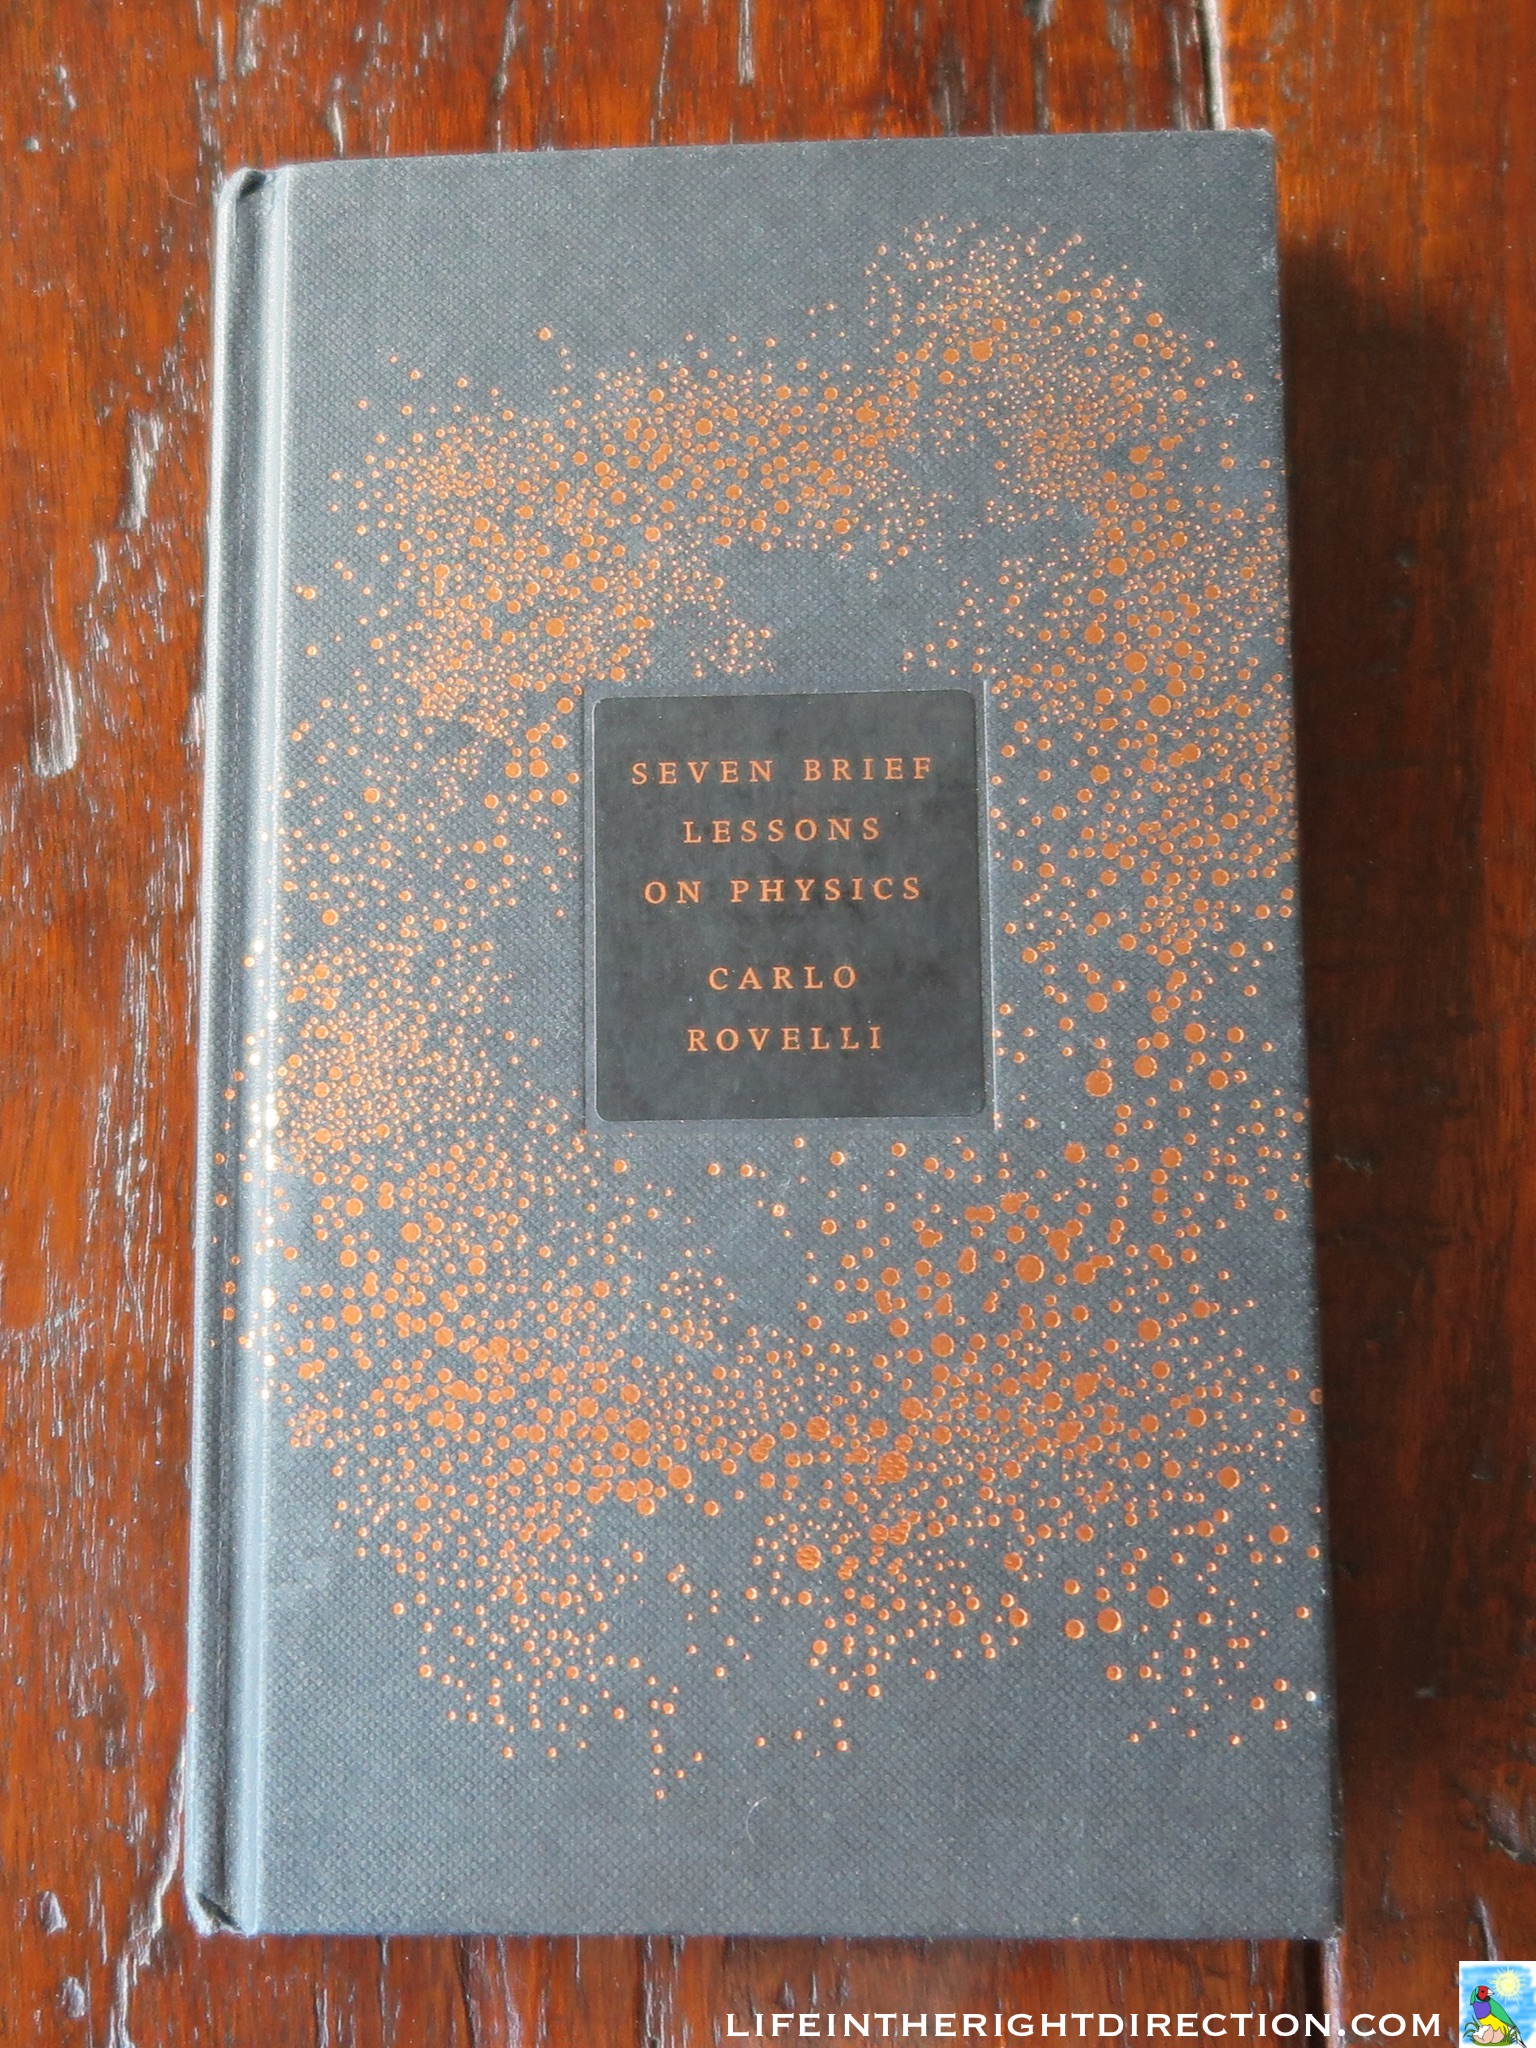 SEVEN BRIEF
LESSONS
ON PHYSICS
CARLO
ROVELLI
LIFEINTHERIGHTDIRECTION.COM